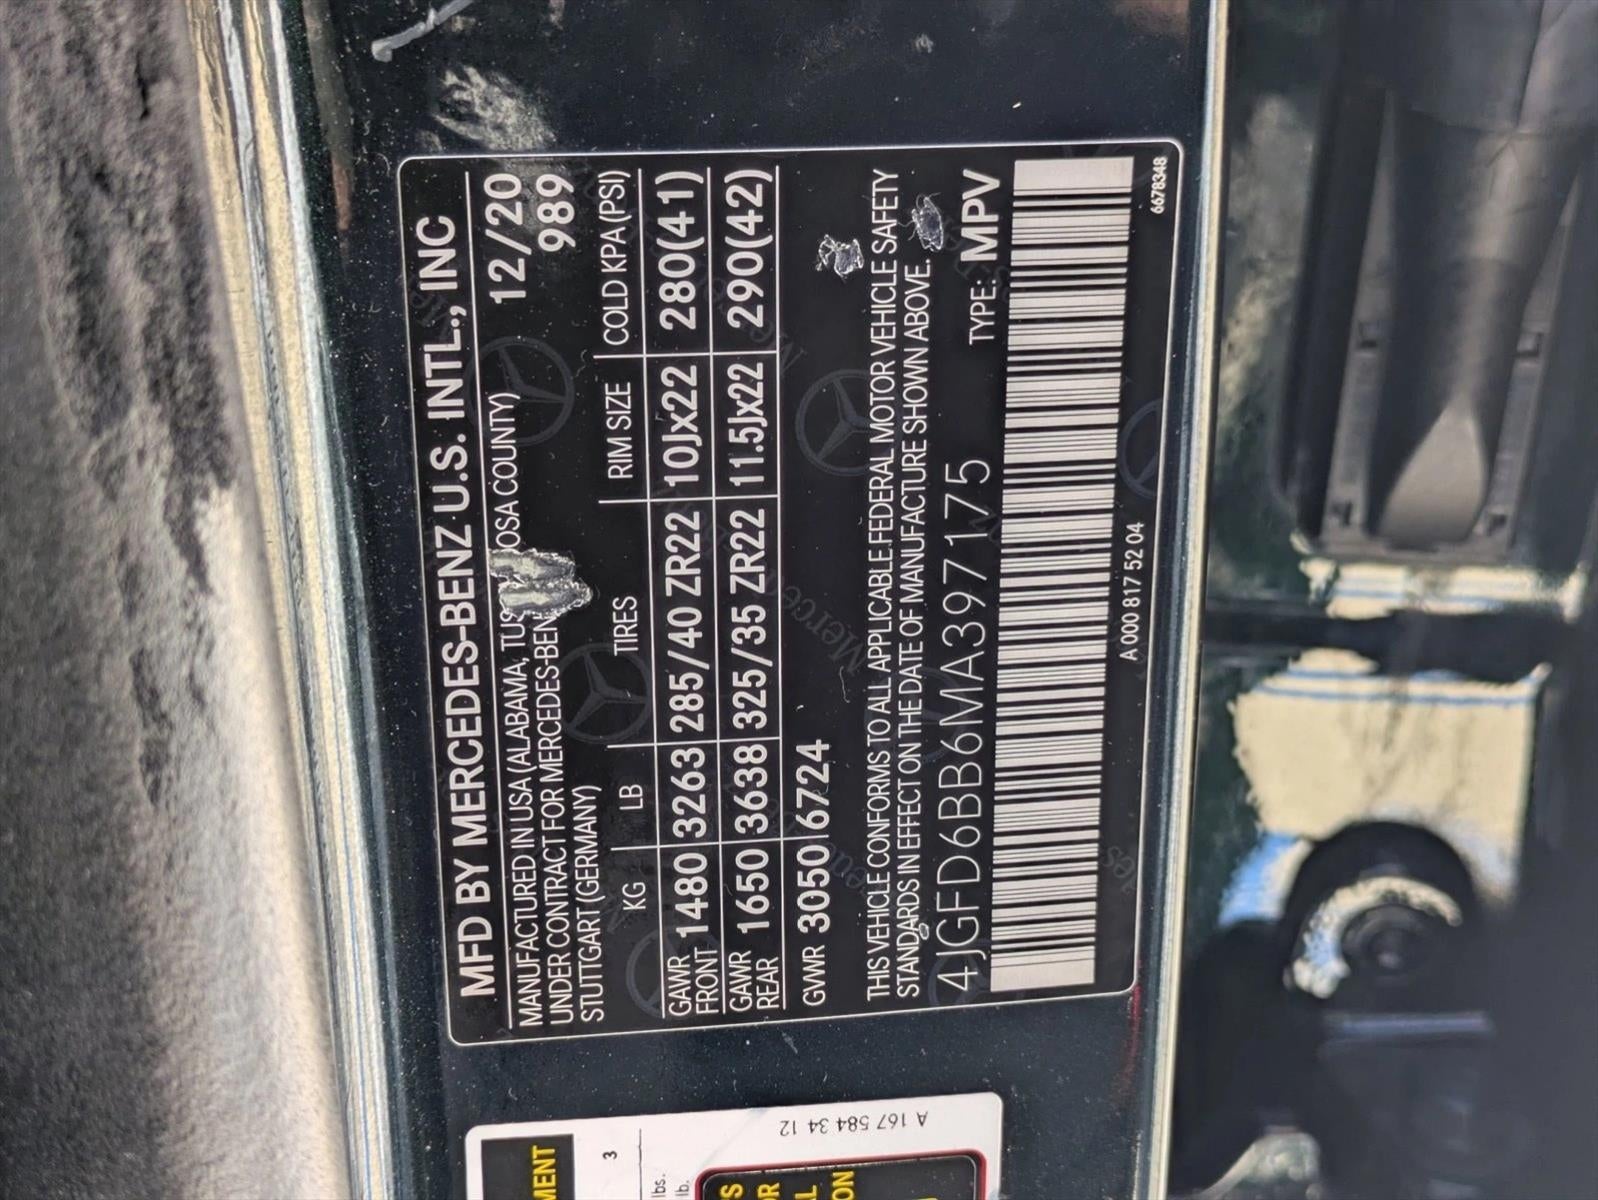 MFD BY MERCEDES-BENZ U.S. INTL., INC
MANUFACTURED IN USA (ALABAMA, TUS OSA COUNTY) 12/20
UNDER CONTRACT FOR MERCEDES-BEN 989
STUTTGART (GERMANY)
KG LB TIRES RIM SIZE COLD KPA (PSI)
GAWR FRONT 1480 3263 285/40 ZR22 10Jx22 280(41)
GAWR REAR 1650 3638 325/35 ZR22 11.5Jx22 290(42)
GVWR 3050 6724
THIS VEHICLE CONFORMS TO ALL APPLICABLE FEDERAL MOTOR VEHICLE SAFETY
STANDARDS IN EFFECT ON THE DATE OF MANUFACTURE SHOWN ABOVE.
4JGFD6BB6MA397175 TYPE: MPV
A 000 817 52 04 6678348
A 167 584 34 12
MENT
3
lbs.
lb.
S
OR
L
ON